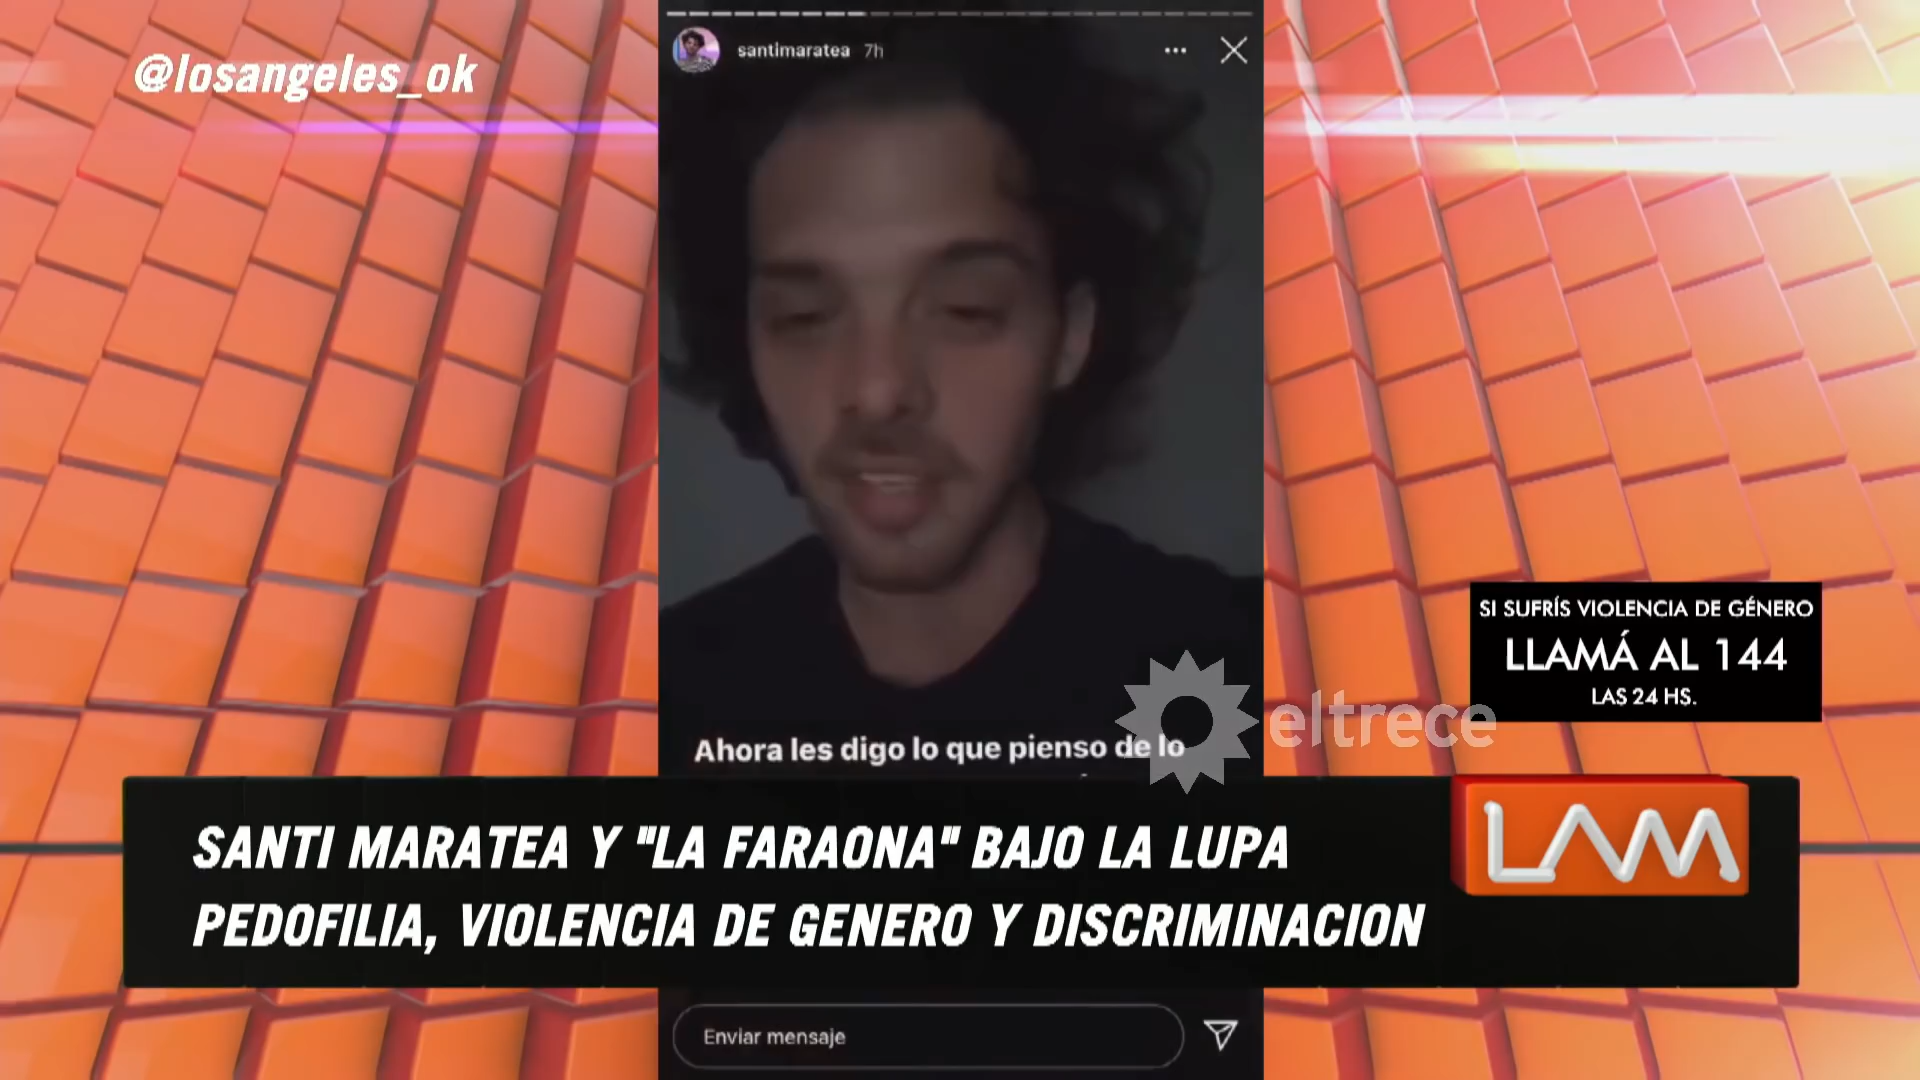 @losangeles_ok
santimaratea 7h
SI SUFRÍS VIOLENCIA DE GÉNERO
LLAMÁ AL 144
LAS 24 HS.
eltrece
Ahora les digo lo que pienso de lo
LAM
SANTI MARATEA Y "LA FARAONA" BAJO LA LUPA
PEDOFILIA, VIOLENCIA DE GENERO Y DISCRIMINACION
Enviar mensaje